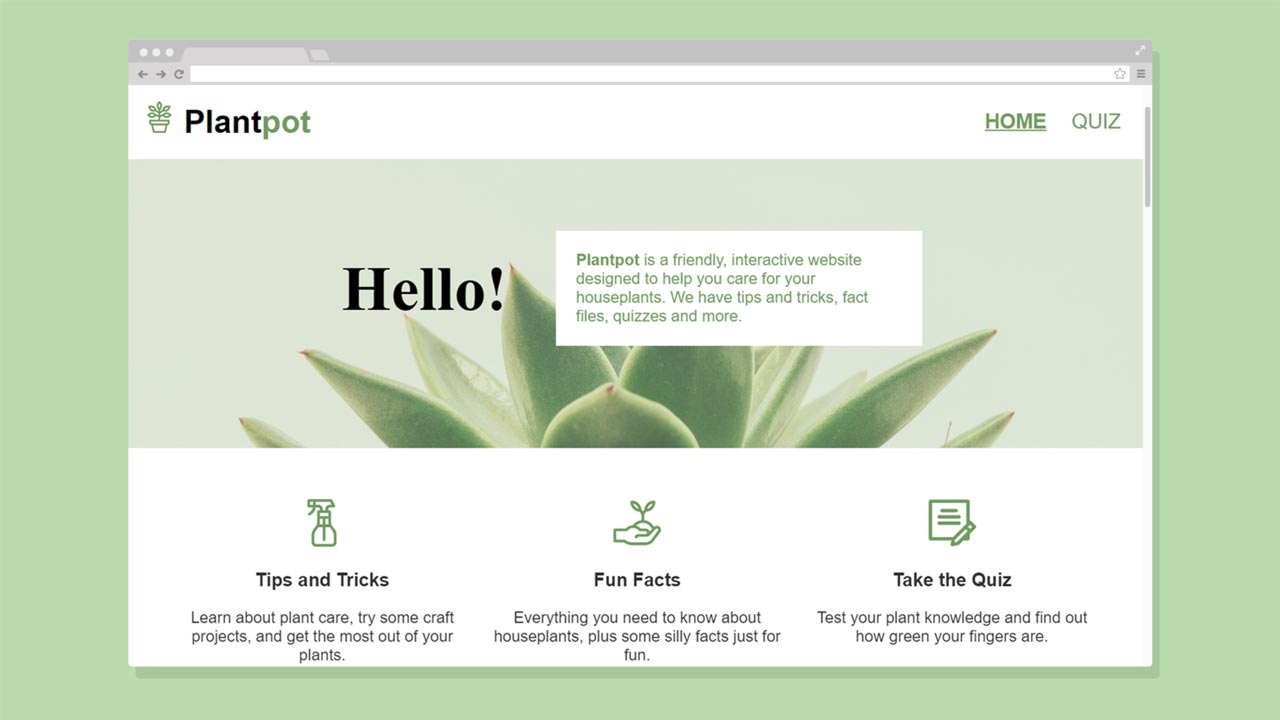 Plantpot
HOME QUIZ
Hello!
Plantpot is a friendly, interactive website
designed to help you care for your
houseplants. We have tips and tricks, fact
files, quizzes and more.
Tips and Tricks
Learn about plant care, try some craft
projects, and get the most out of your
plants.
Fun Facts
Everything you need to know about
houseplants, plus some silly facts just for
fun.
Take the Quiz
Test your plant knowledge and find out
how green your fingers are.